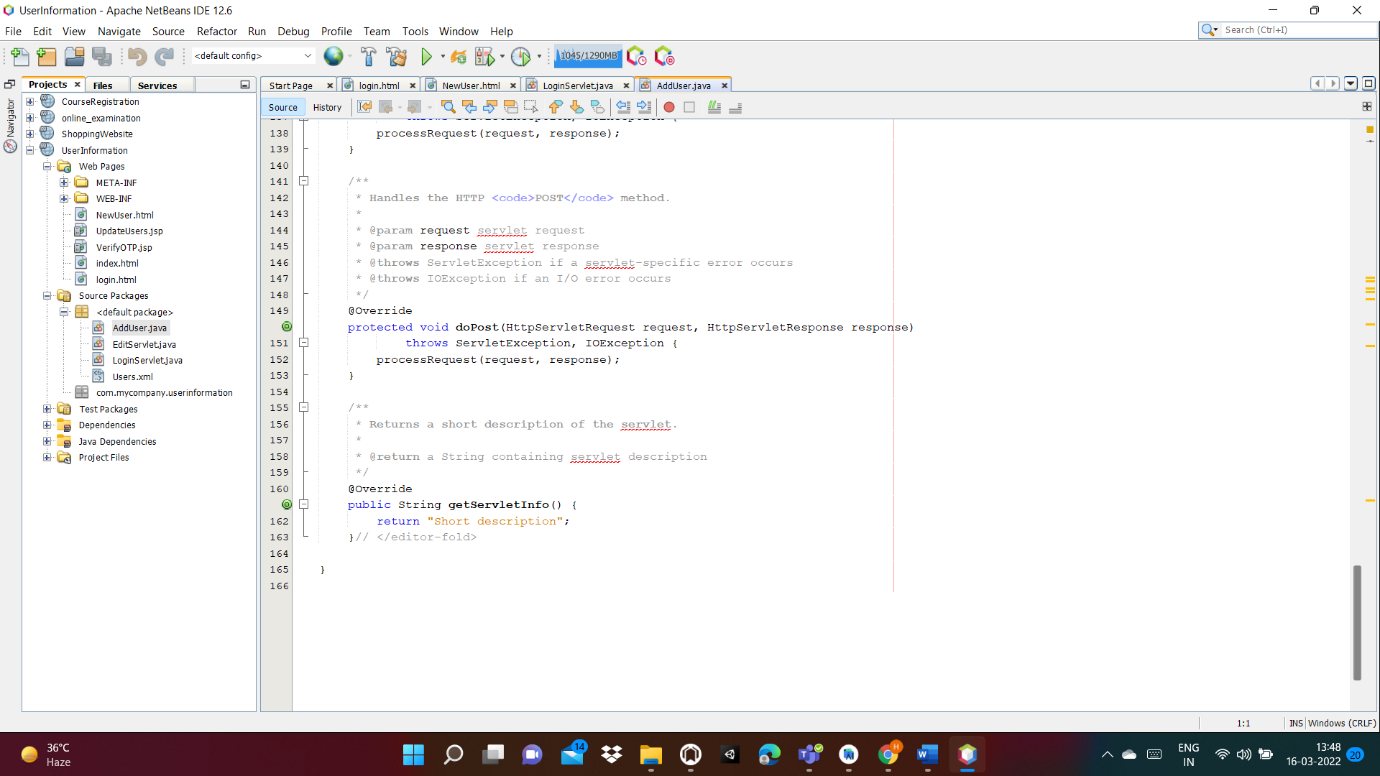 UserInformation - Apache NetBeans IDE 12.6
File Edit View Navigate Source Refactor Run Debug Profile Team Tools Window Help
Search (Ctrl+I)
<default config>
1045/1290MB
Projects Files Services
Navigator
CourseRegistration
online_examination
ShoppingWebsite
UserInformation
Web Pages
META-INF
WEB-INF
NewUser.html
UpdateUsers.jsp
VerifyOTP.jsp
index.html
login.html
Source Packages
<default package>
AddUser.java
EditServlet.java
LoginServlet.java
Users.xml
com.mycompany.userinformation
Test Packages
Dependencies
Java Dependencies
Project Files
Start Page login.html NewUser.html LoginServlet.java AddUser.java
Source History
138 processRequest(request, response);
139 }
140
141 /**
142 * Handles the HTTP <code>POST</code> method.
143 *
144 * @param request servlet request
145 * @param response servlet response
146 * @throws ServletException if a servlet-specific error occurs
147 * @throws IOException if an I/O error occurs
148 */
149 @Override
protected void doPost(HttpServletRequest request, HttpServletResponse response)
151 throws ServletException, IOException {
152 processRequest(request, response);
153 }
154
155 /**
156 * Returns a short description of the servlet.
157 *
158 * @return a String containing servlet description
159 */
160 @Override
public String getServletInfo() {
162 return "Short description";
163 }// </editor-fold>
164
165 }
166
1:1 INS Windows (CRLF)
36°C
Haze
14
ENG
IN
13:48
16-03-2022
20